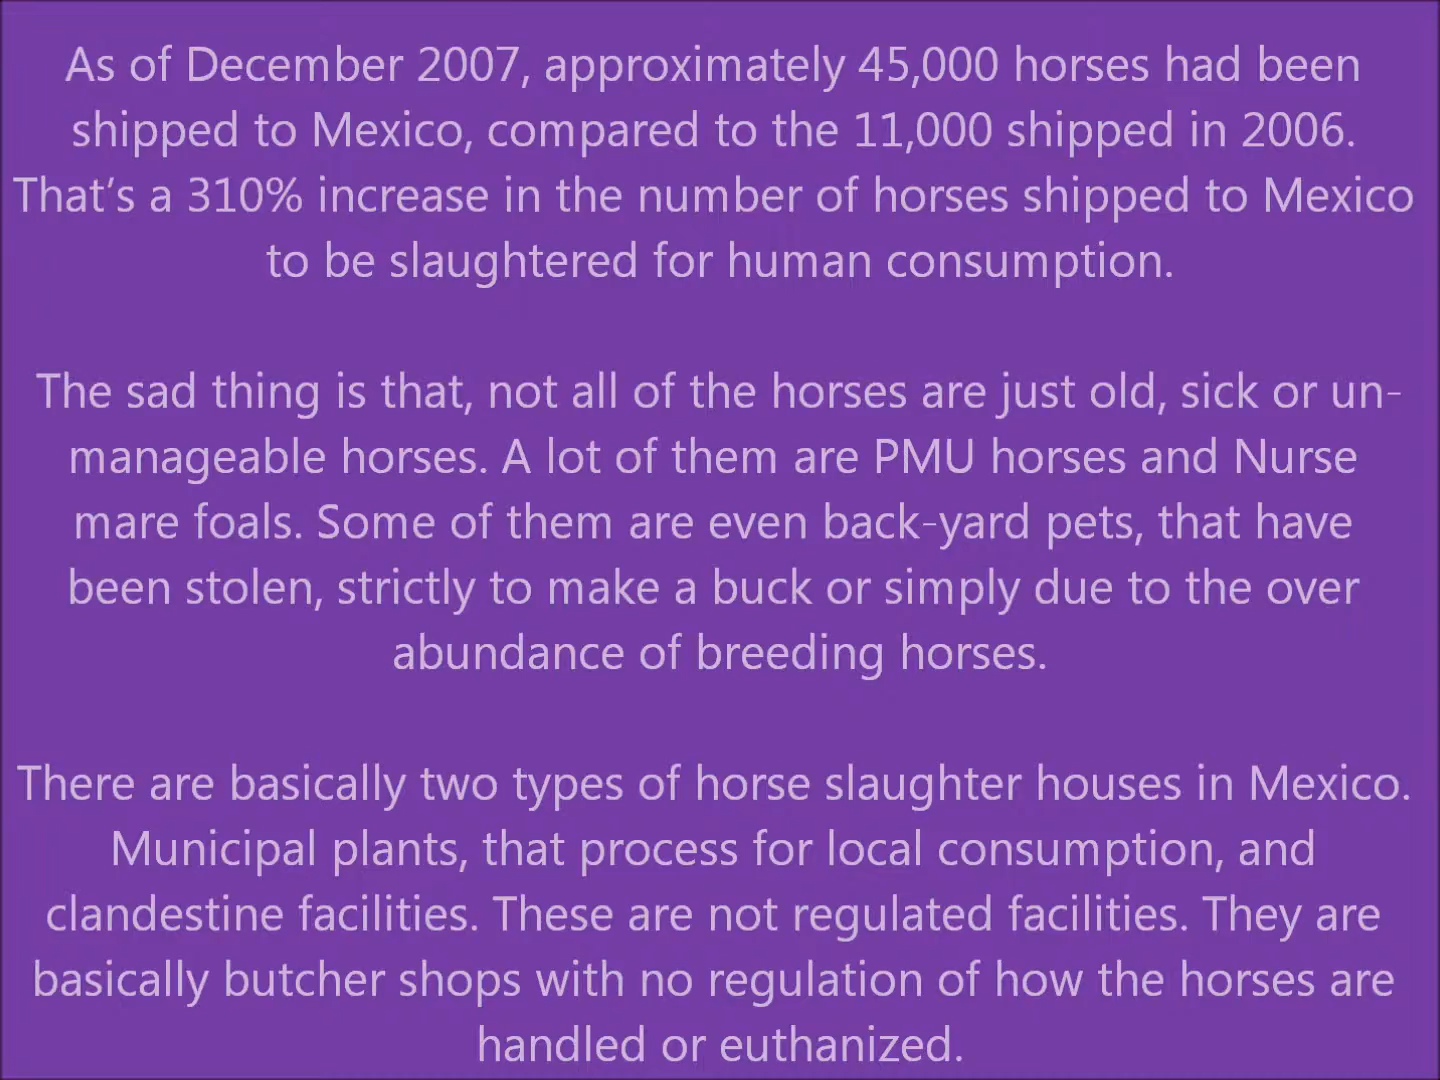 As of December 2007, approximately 45,000 horses had been
shipped to Mexico, compared to the 11,000 shipped in 2006.
That's a 310% increase in the number of horses shipped to Mexico
to be slaughtered for human consumption.
The sad thing is that, not all of the horses are just old, sick or un-
manageable horses. A lot of them are PMU horses and Nurse
mare foals. Some of them are even back-yard pets, that have
been stolen, strictly to make a buck or simply due to the over
abundance of breeding horses.
There are basically two types of horse slaughter houses in Mexico.
Municipal plants, that process for local consumption, and
clandestine facilities. These are not regulated facilities. They are
basically butcher shops with no regulation of how the horses are
handled or euthanized.